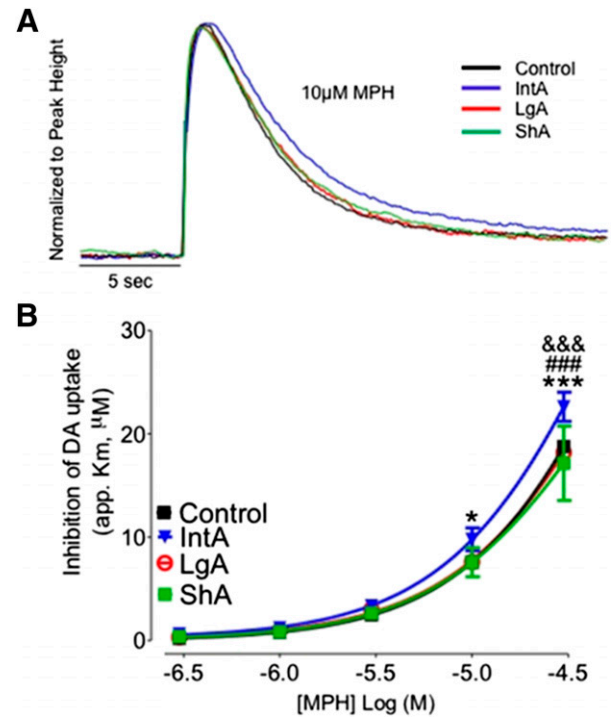 A
Normalized to Peak Height
10µM MPH
Control
IntA
LgA
ShA
5 sec
B
Inhibition of DA uptake
(app. Km, µM)
30
20
10
0
&&&
###
***
*
Control
IntA
LgA
ShA
-6.5 -6.0 -5.5 -5.0 -4.5
[MPH] Log (M)